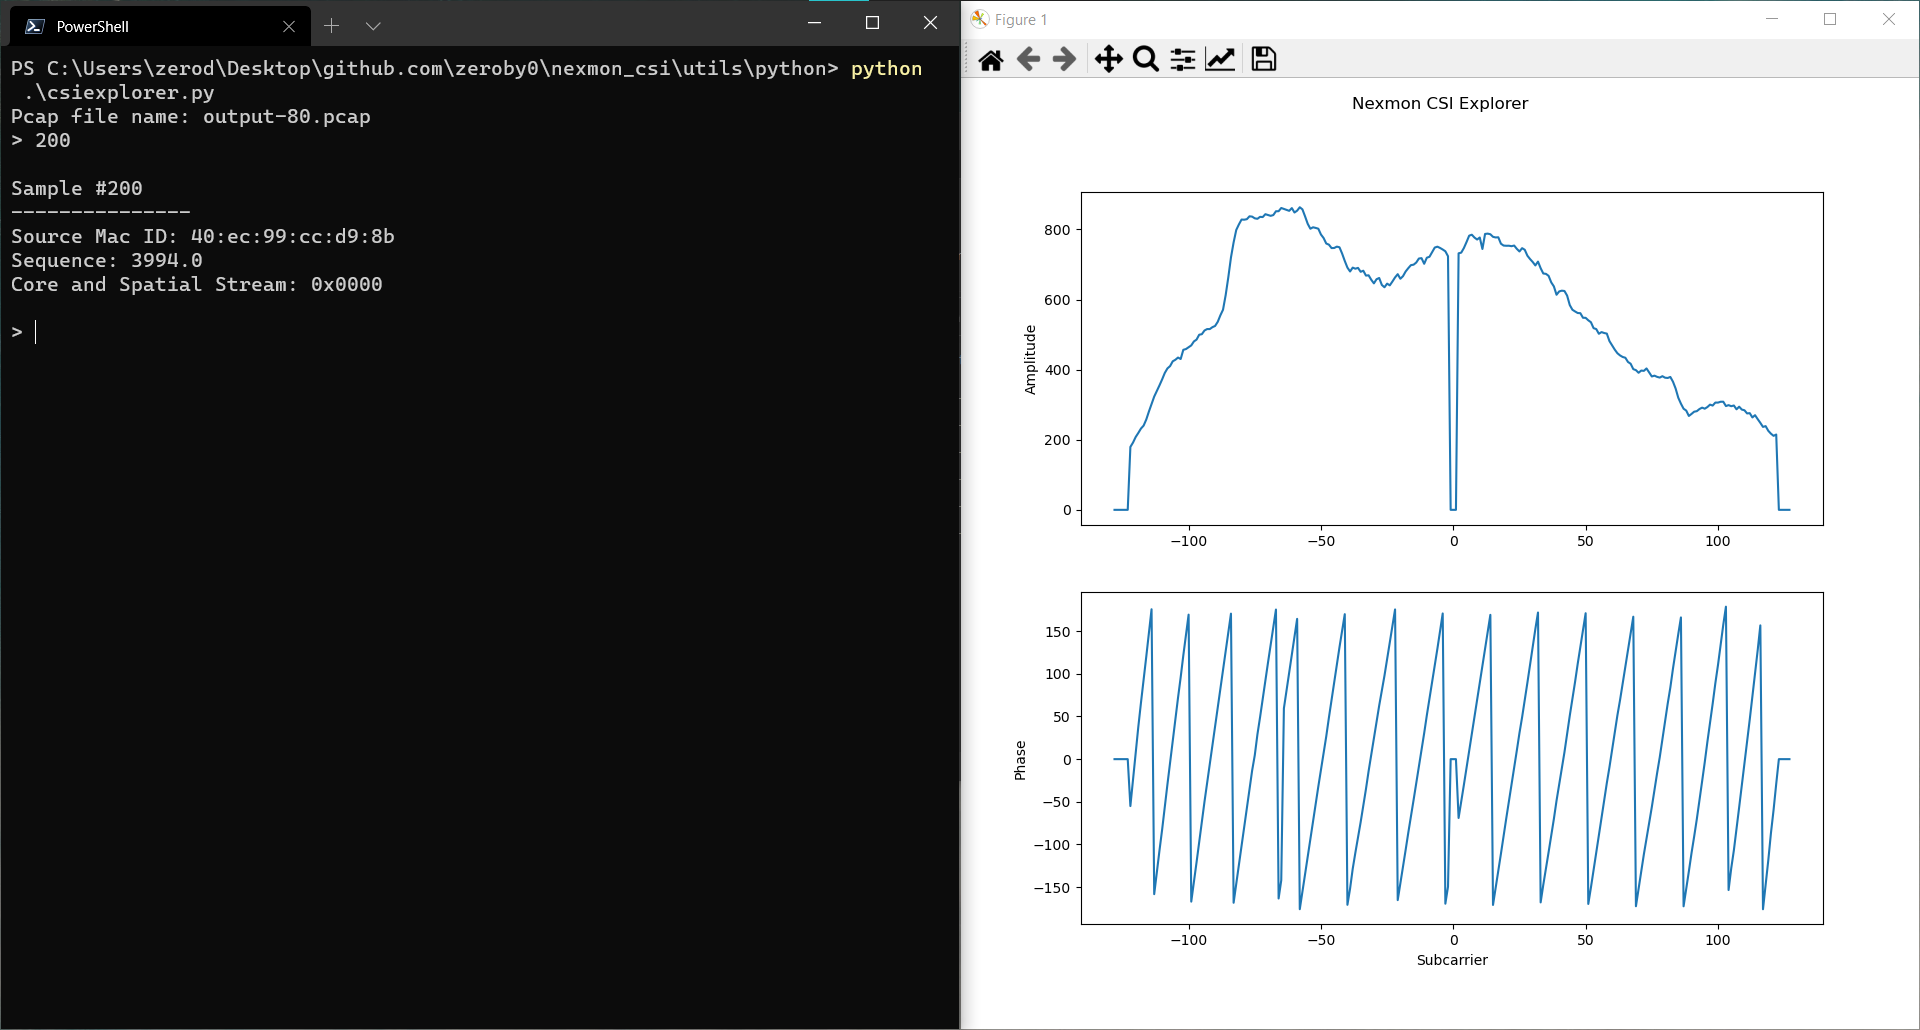 PowerShell
PS C:\Users\zerod\Desktop\github.com\zeroby0\nexmon_csi\utils\python> python
.\csiexplorer.py
Pcap file name: output-80.pcap
> 200
Sample #200
---------------
Source Mac ID: 40:ec:99:cc:d9:8b
Sequence: 3994.0
Core and Spatial Stream: 0x0000
>
Figure 1
Nexmon CSI Explorer
800
600
400
200
0
Amplitude
−100 −50 0 50 100
150
100
50
0
−50
−100
−150
Phase
−100 −50 0 50 100
Subcarrier